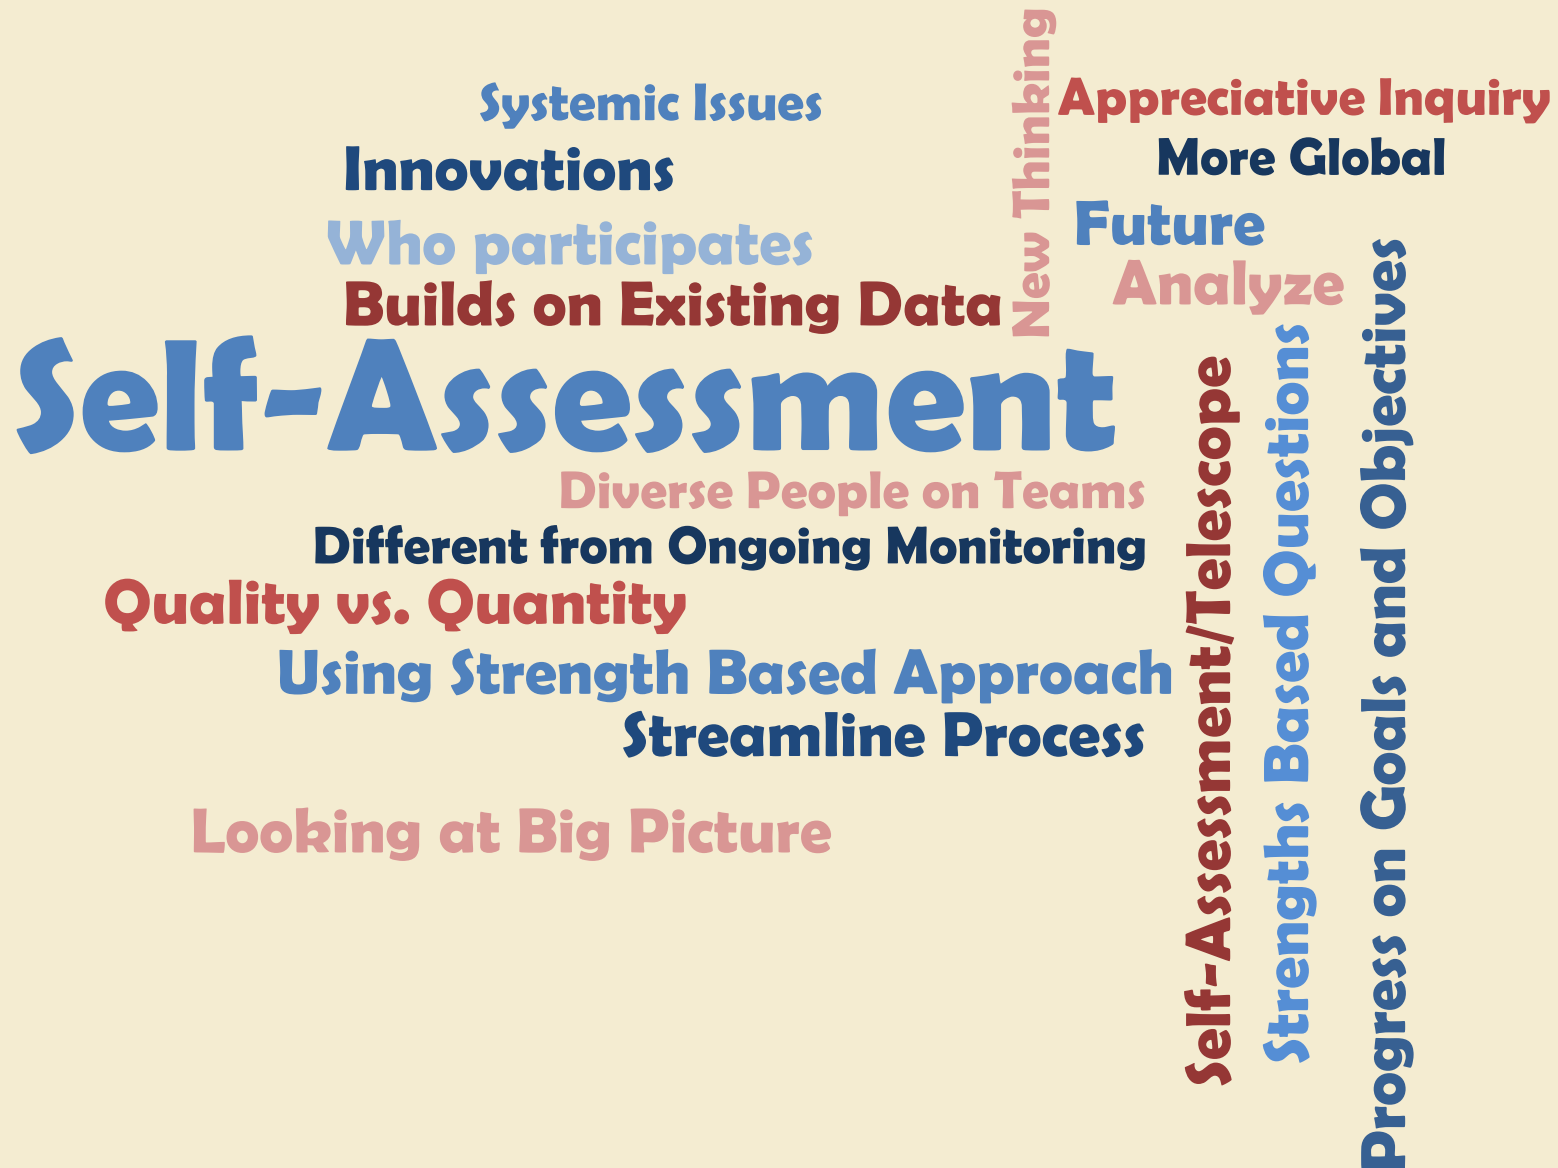 Systemic Issues
Innovations
Who participates
Builds on Existing Data
Self-Assessment
Diverse People on Teams
Different from Ongoing Monitoring
Quality vs. Quantity
Using Strength Based Approach
Streamline Process
Looking at Big Picture
New Thinking
Appreciative Inquiry
More Global
Future
Analyze
Self-Assessment/Telescope
Strengths Based Questions
Progress on Goals and Objectives